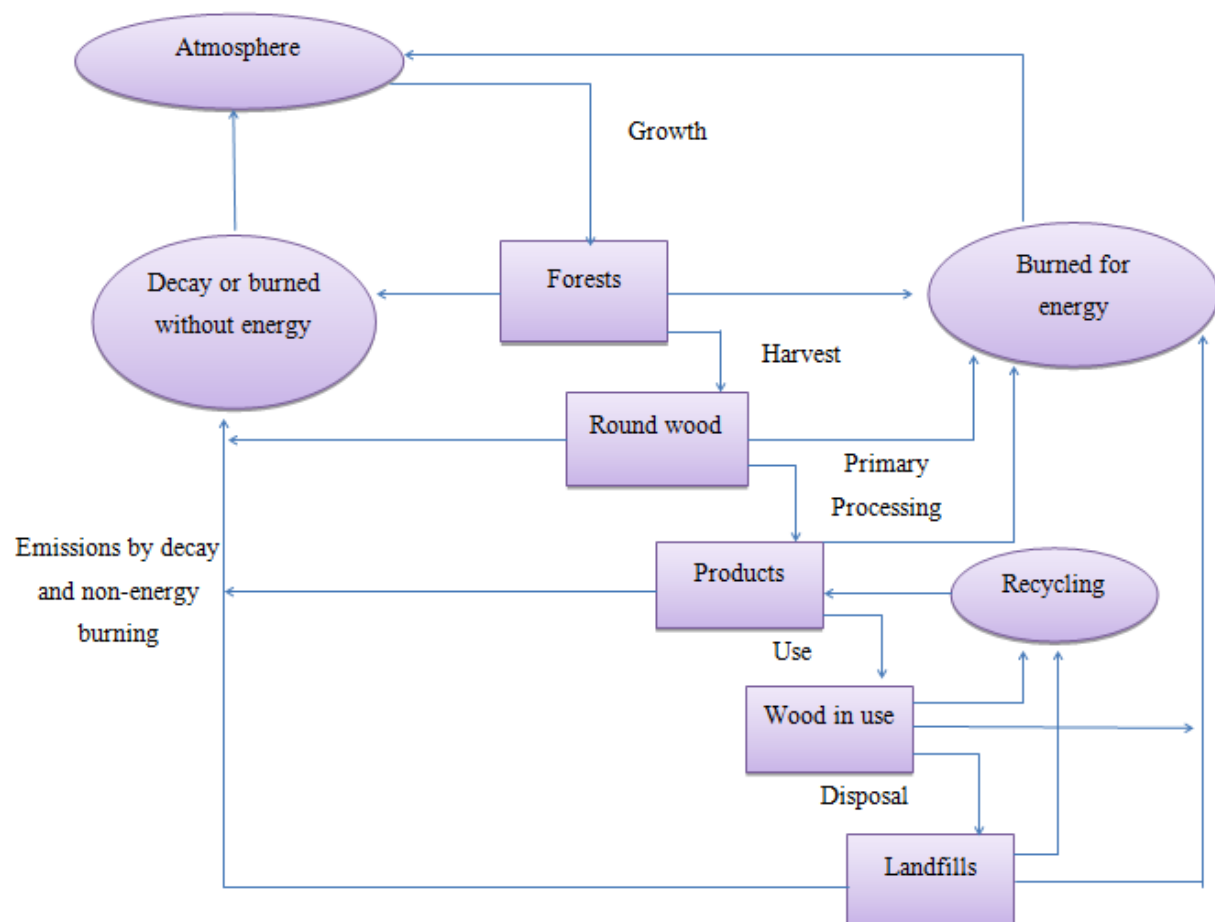 Atmosphere
Growth
Decay or burned
without energy
Forests
Burned for
energy
Harvest
Round wood
Primary
Processing
Emissions by decay
and non-energy
burning
Products
Recycling
Use
Wood in use
Disposal
Landfills